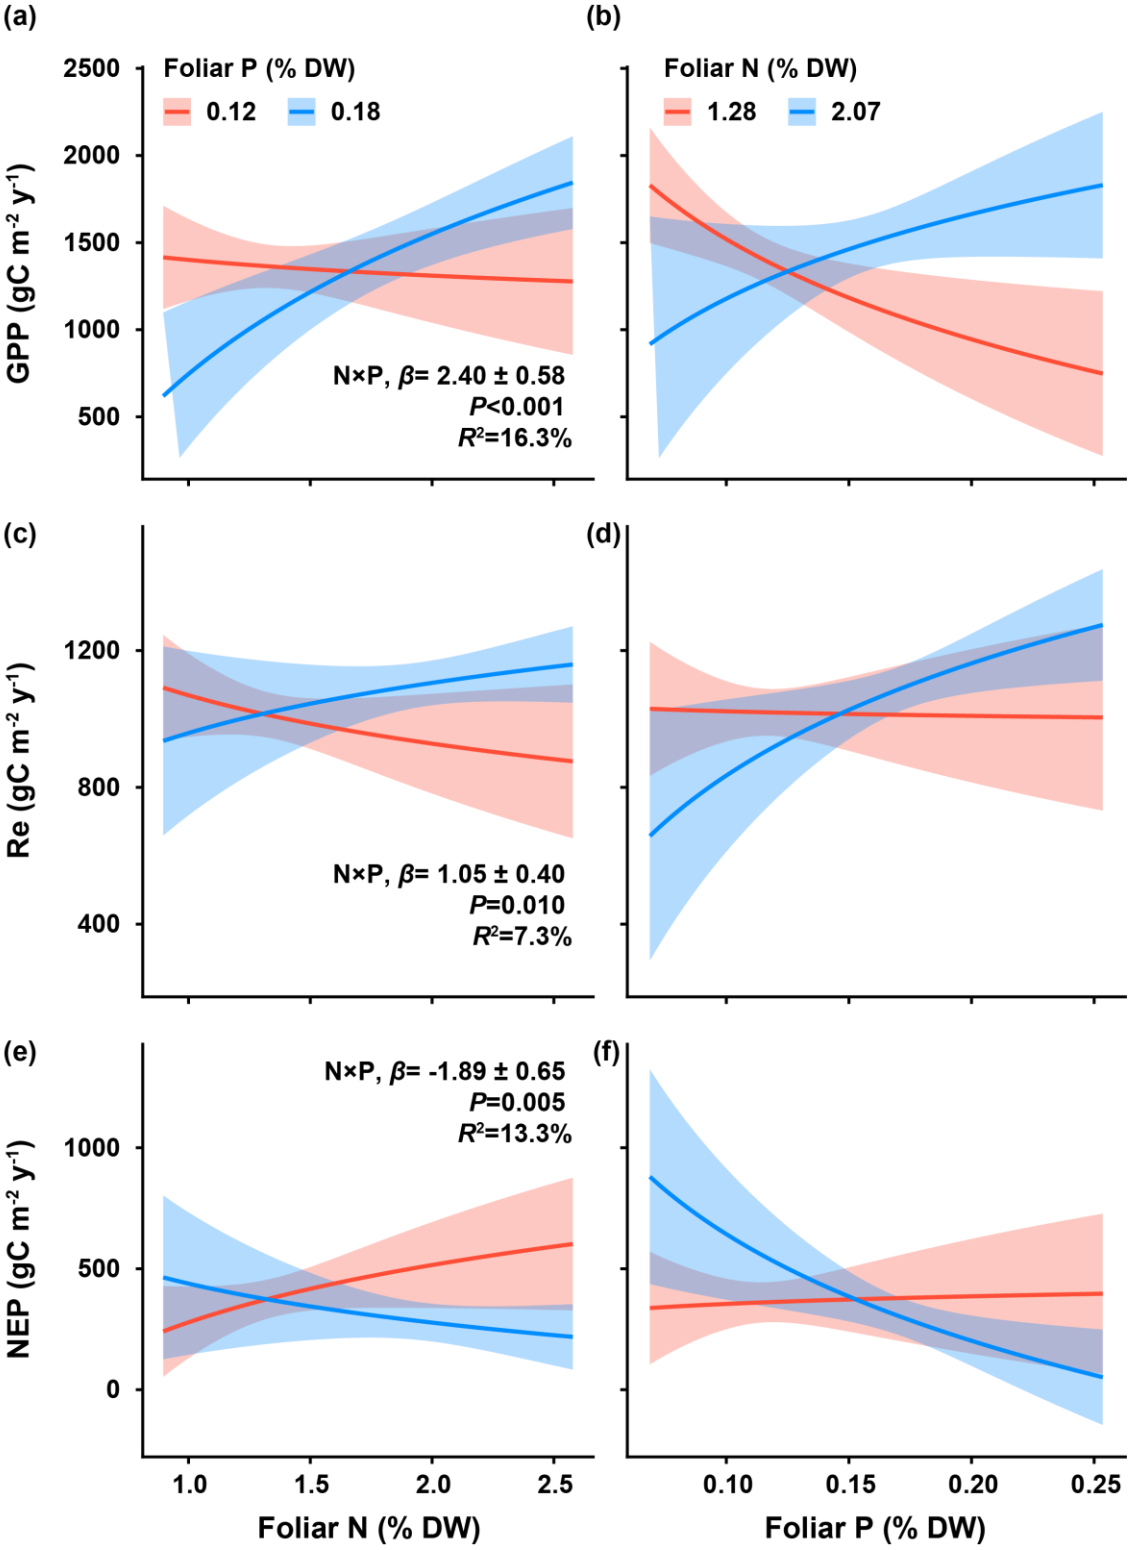 (a)
(b)
Foliar P (% DW)
0.12 0.18
Foliar N (% DW)
1.28 2.07
GPP (gC m⁻² y⁻¹)
2500
2000
1500
1000
500
N×P, β= 2.40 ± 0.58
P<0.001
R²=16.3%
(c)
(d)
Re (gC m⁻² y⁻¹)
1200
800
400
N×P, β= 1.05 ± 0.40
P=0.010
R²=7.3%
(e)
(f)
NEP (gC m⁻² y⁻¹)
1000
500
0
N×P, β= -1.89 ± 0.65
P=0.005
R²=13.3%
1.0 1.5 2.0 2.5
0.10 0.15 0.20 0.25
Foliar N (% DW)
Foliar P (% DW)